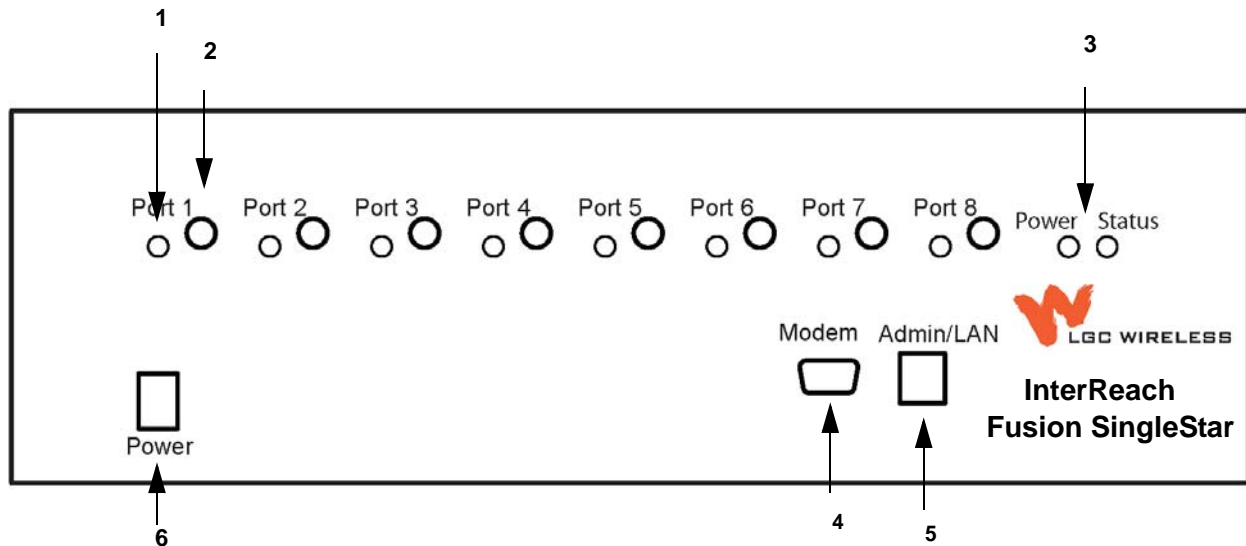 1
2
3
Port 1 Port 2 Port 3 Port 4 Port 5 Port 6 Port 7 Port 8
Power Status
Modem Admin/LAN
LGC WIRELESS
InterReach
Fusion SingleStar
Power
4
5
6